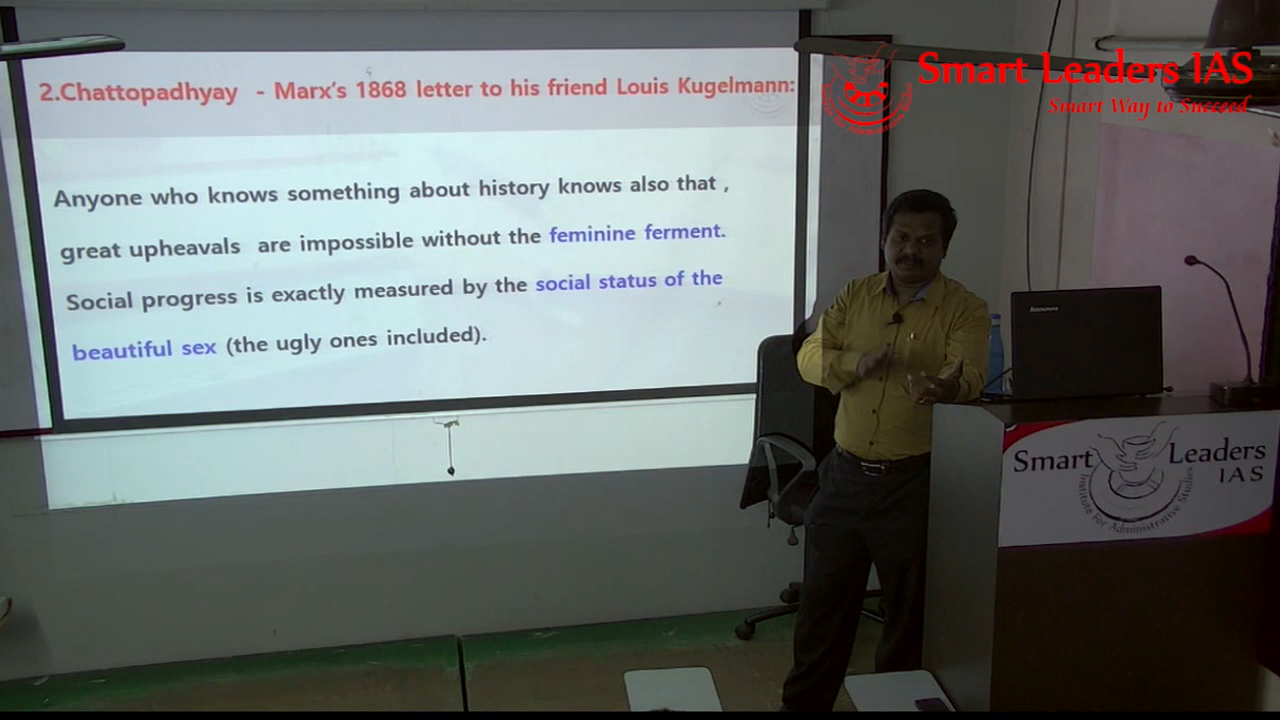 2.Chattopadhyay - Marx's 1868 letter to his friend Louis Kugelmann:
Anyone who knows something about history knows also that ,
great upheavals are impossible without the feminine ferment.
Social progress is exactly measured by the social status of the
beautiful sex (the ugly ones included).
Smart Leaders IAS
Smart Way to Succeed
Lenovo
Smart Leaders
IAS
Institute For Administrative Studies